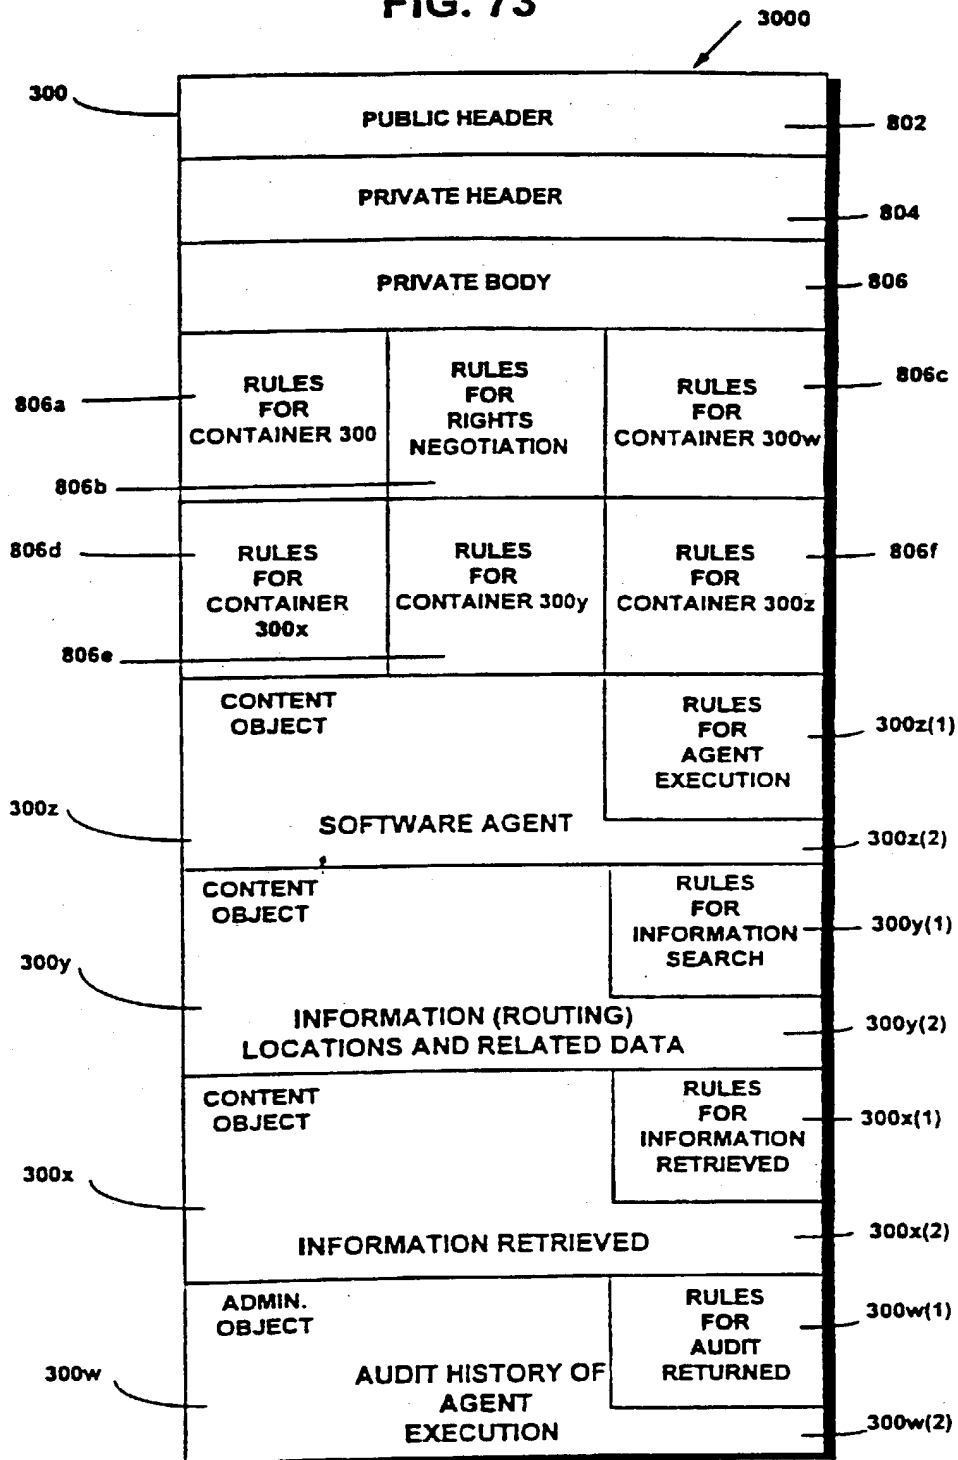 FIG. 73
3000
300
PUBLIC HEADER
802
PRIVATE HEADER
804
PRIVATE BODY
806
806a
RULES
FOR
CONTAINER 300
806b
RULES
FOR
RIGHTS
NEGOTIATION
RULES
FOR
CONTAINER 300w
806c
806d
RULES
FOR
CONTAINER
300x
806e
RULES
FOR
CONTAINER 300y
RULES
FOR
CONTAINER 300z
806f
CONTENT
OBJECT
RULES
FOR
AGENT
EXECUTION
300z(1)
300z
SOFTWARE AGENT
300z(2)
CONTENT
OBJECT
RULES
FOR
INFORMATION
SEARCH
300y(1)
300y
INFORMATION (ROUTING)
LOCATIONS AND RELATED DATA
300y(2)
CONTENT
OBJECT
RULES
FOR
INFORMATION
RETRIEVED
300x(1)
300x
INFORMATION RETRIEVED
300x(2)
ADMIN.
OBJECT
RULES
FOR
AUDIT
RETURNED
300w(1)
300w
AUDIT HISTORY OF
AGENT
EXECUTION
300w(2)